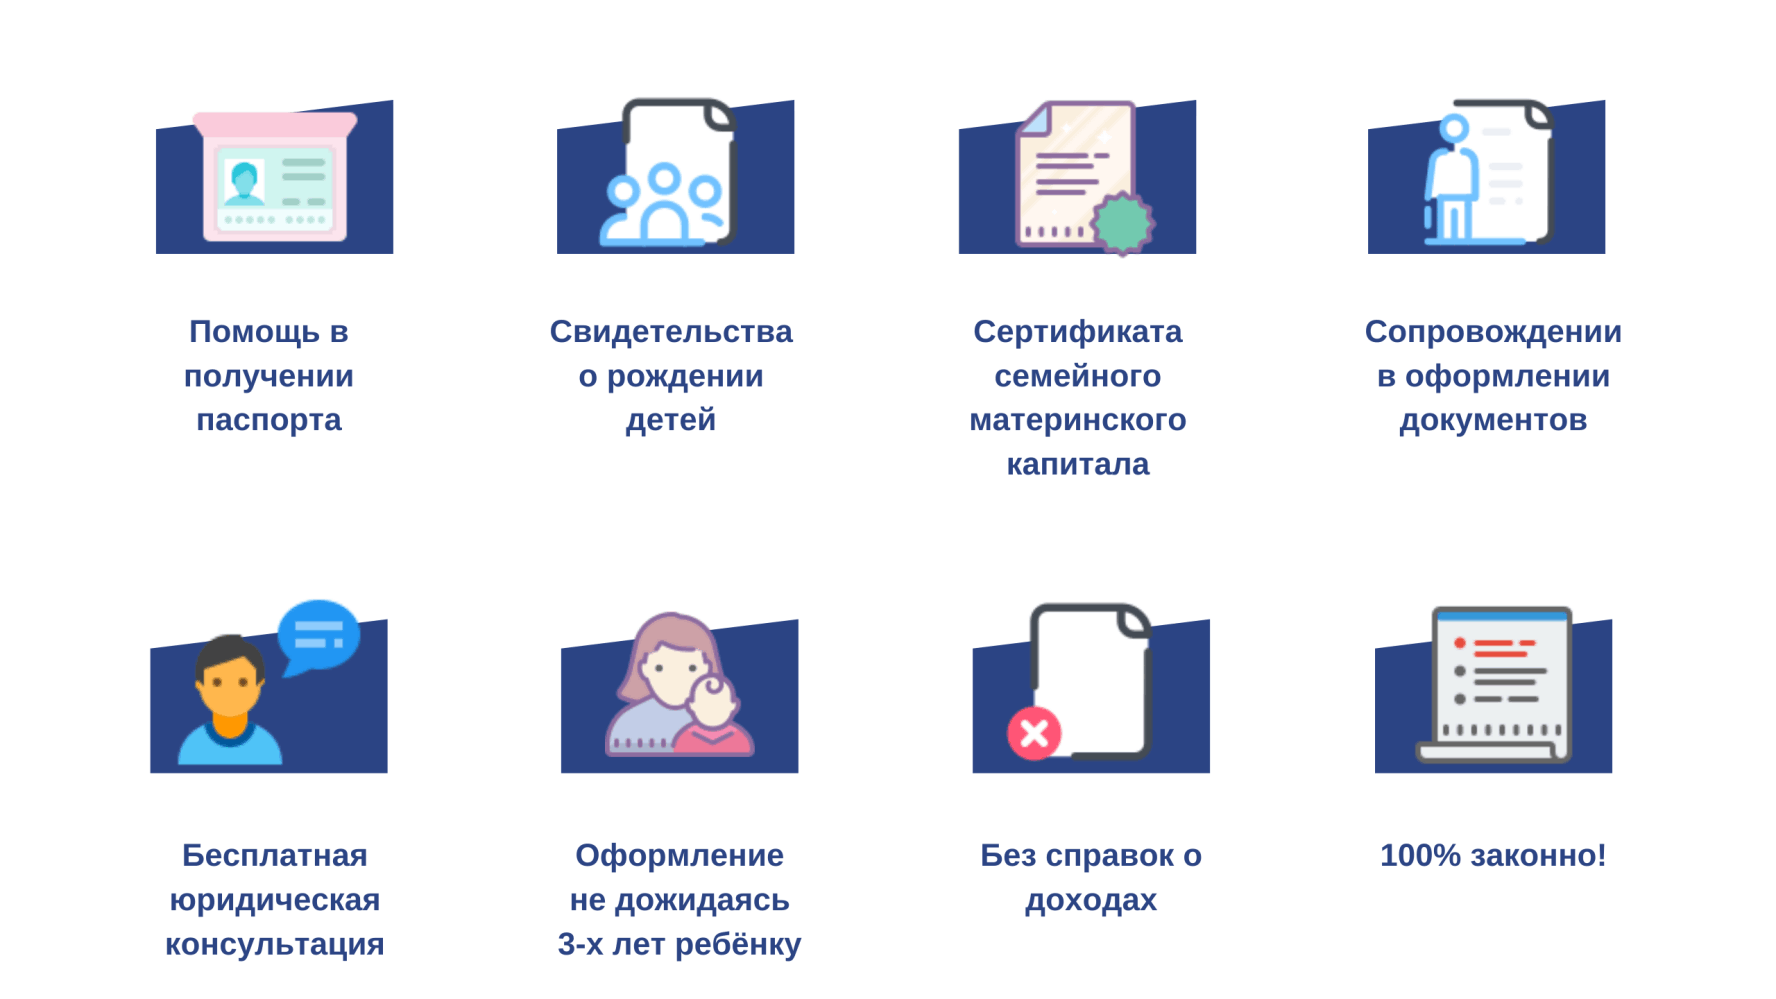 Помощь в
получении
паспорта
Свидетельства
о рождении
детей
Сертификата
семейного
материнского
капитала
Сопровождении
в оформлении
документов
Бесплатная
юридическая
консультация
Оформление
не дожидаясь
3-х лет ребёнку
Без справок о
доходах
100% законно!